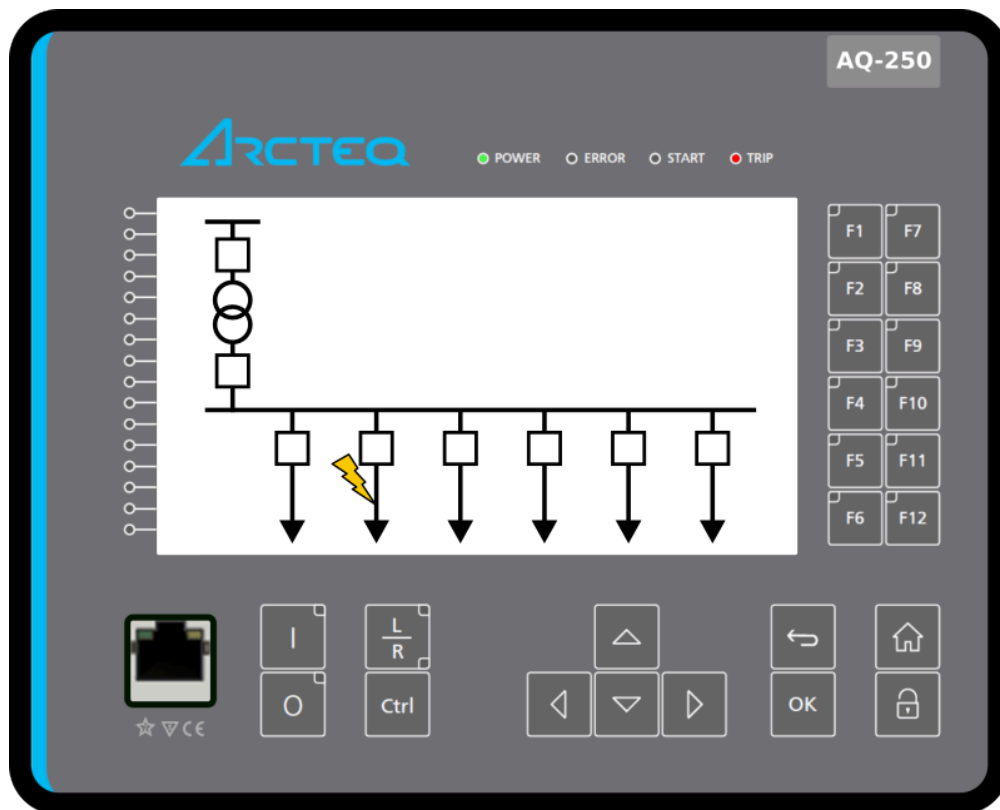 AQ-250
ARCTEQ
POWER ERROR START TRIP
F1 F7
F2 F8
F3 F9
F4 F10
F5 F11
F6 F12
I L/R
O Ctrl OK
CE